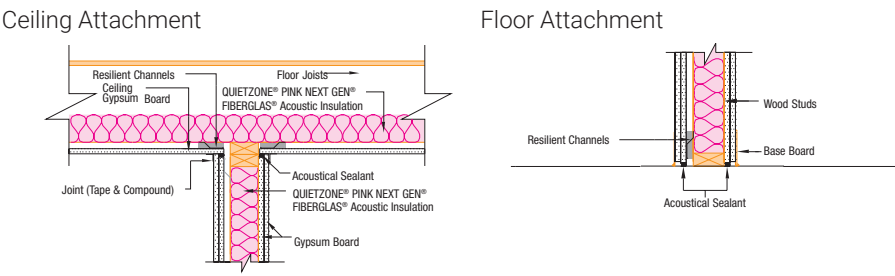 Ceiling Attachment
Resilient Channels
Floor Joists
Ceiling
Gypsum Board
QUIETZONE® PINK NEXT GEN®
FIBERGLAS® Acoustic Insulation
Joint (Tape & Compound)
Acoustical Sealant
QUIETZONE® PINK NEXT GEN®
FIBERGLAS® Acoustic Insulation
Gypsum Board
Floor Attachment
Wood Studs
Resilient Channels
Base Board
Acoustical Sealant